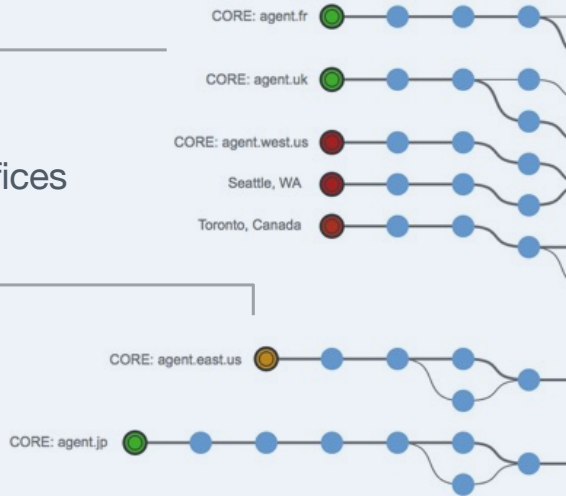 CORE: agent.fr
CORE: agent.uk
CORE: agent.west.us
fices
Seattle, WA
Toronto, Canada
CORE: agent.east.us
CORE: agent.jp